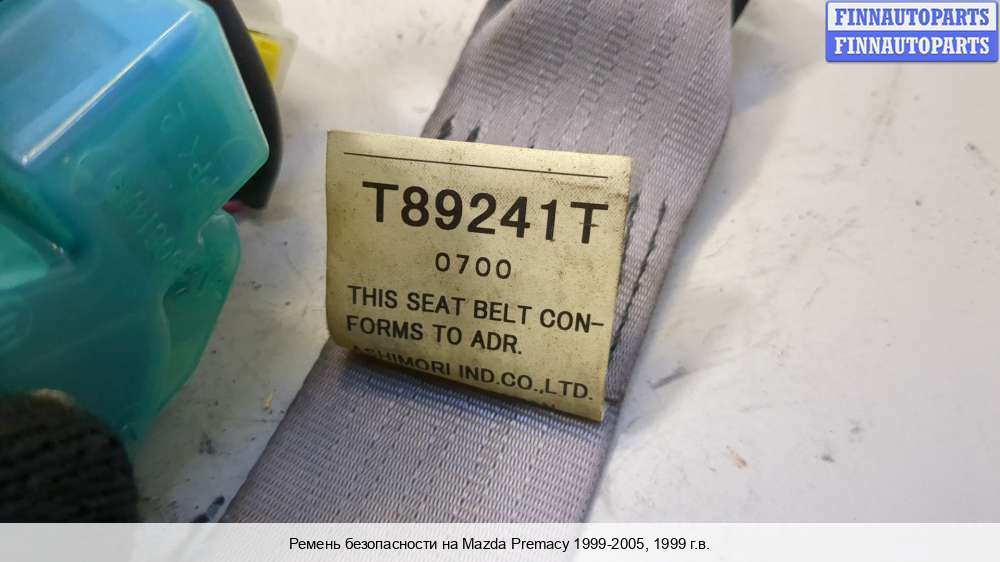 FINNAUTOPARTS
FINNAUTOPARTS
T89241T
0700
THIS SEAT BELT CON-
FORMS TO ADR.
ASHIMORI IND.CO.,LTD.
Ремень безопасности на Mazda Premacy 1999-2005, 1999 г.в.